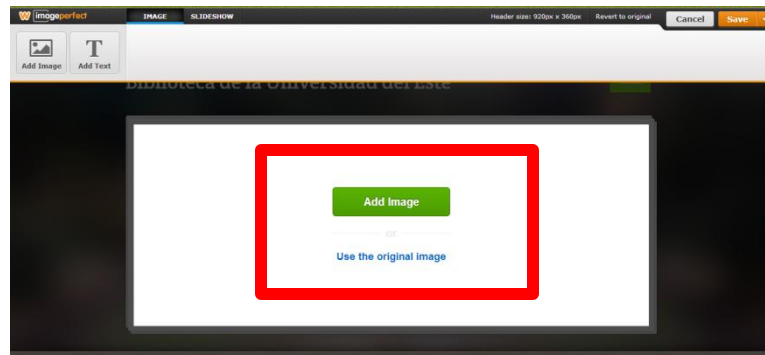 imageperfect IMAGE SLIDESHOW Header size: 920px x 360px Revert to original Cancel Save
Add Image Add Text
Biblioteca de la Universidad del Este
Add Image
or
Use the original image